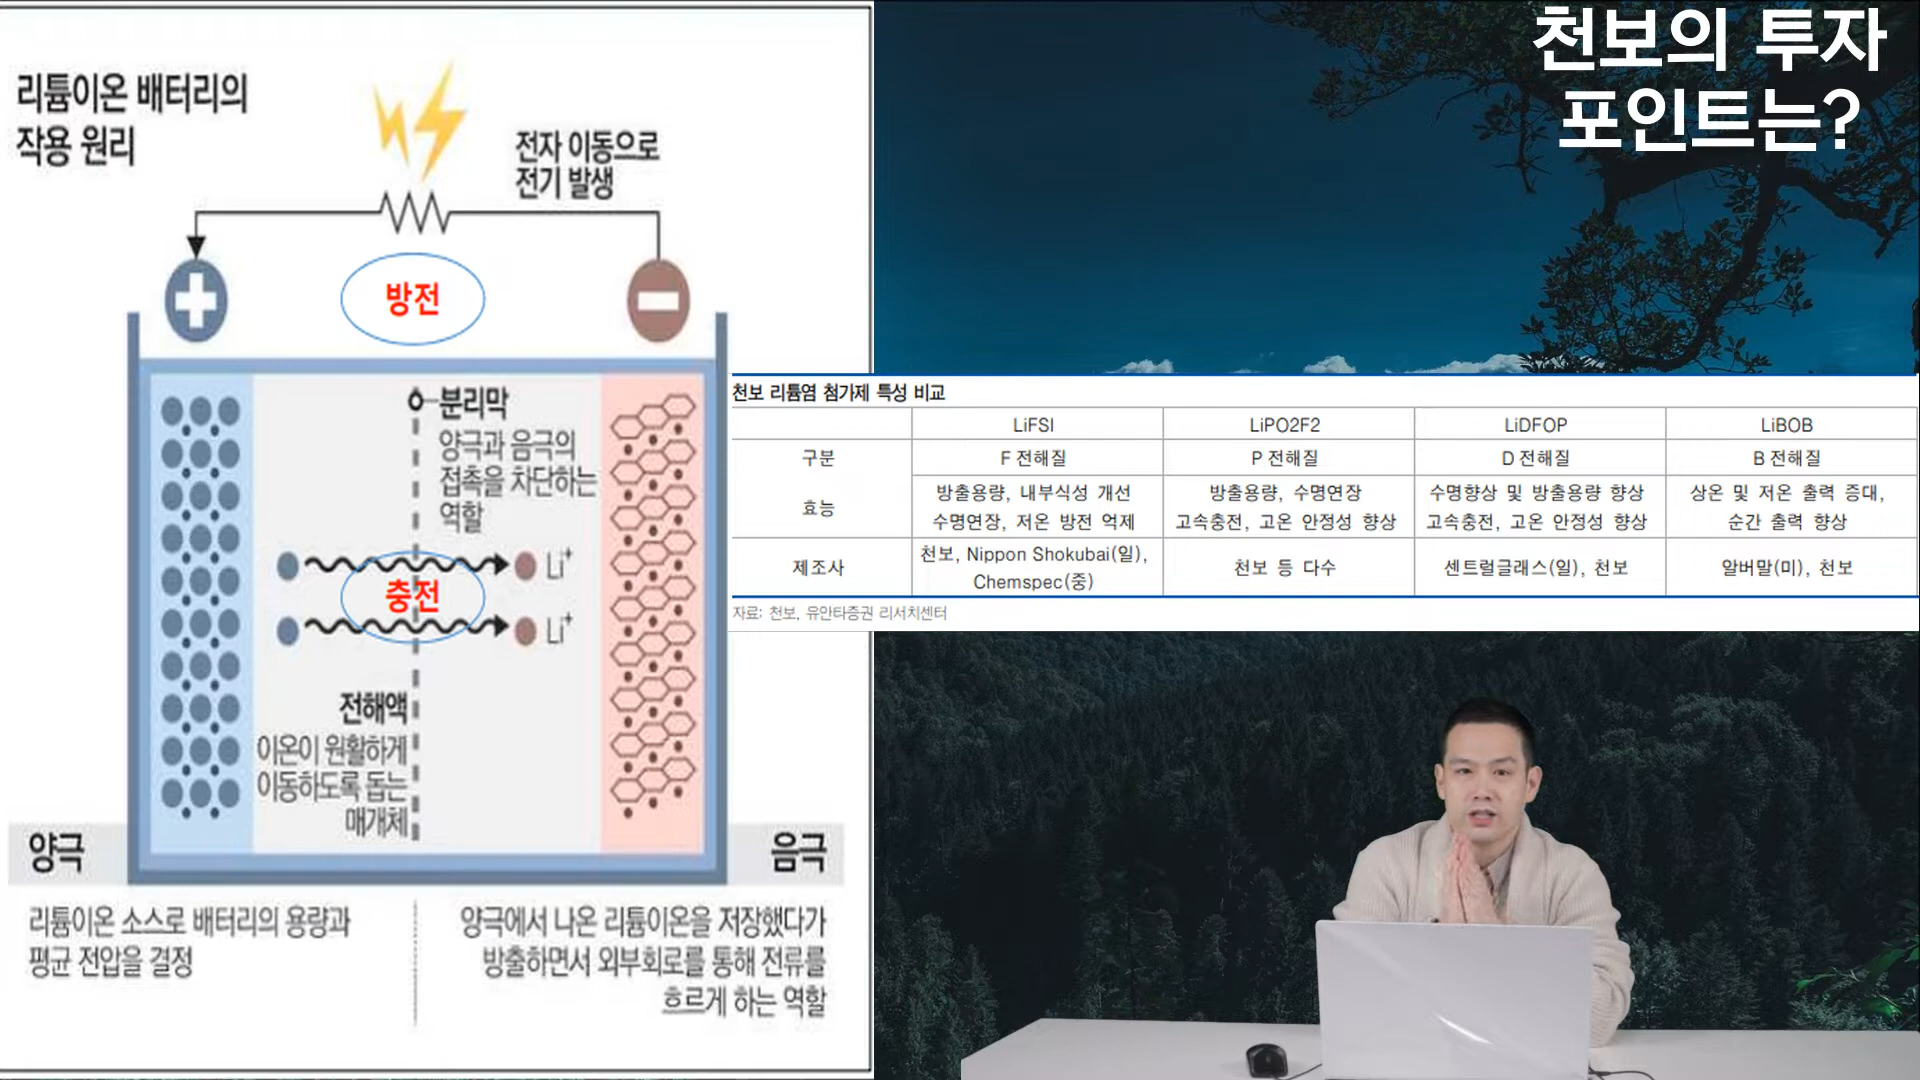 리튬이온 배터리의
작용 원리
전자 이동으로
전기 발생
방전
분리막
양극과 음극의
접촉을 차단하는
역할
Li⁺
충전
Li⁺
전해액
이온이 원활하게
이동하도록 돕는
매개체
양극
음극
리튬이온 소스로 배터리의 용량과
평균 전압을 결정
양극에서 나온 리튬이온을 저장했다가
방출하면서 외부회로를 통해 전류를
흐르게 하는 역할
천보의 투자
포인트는?
천보 리튬염 첨가제 특성 비교
LiFSI LiPO2F2 LiDFOP LiBOB
구분 F 전해질 P 전해질 D 전해질 B 전해질
효능 방출용량, 내부식성 개선 방출용량, 수명연장 수명향상 및 방출용량 향상 상온 및 저온 출력 증대,
수명연장, 저온 방전 억제 고속충전, 고온 안정성 향상 고속충전, 고온 안정성 향상 순간 출력 향상
제조사 천보, Nippon Shokubai(일), 천보 등 다수 센트럴글래스(일), 천보 알버말(미), 천보
Chemspec(중)
자료: 천보, 유안타증권 리서치센터